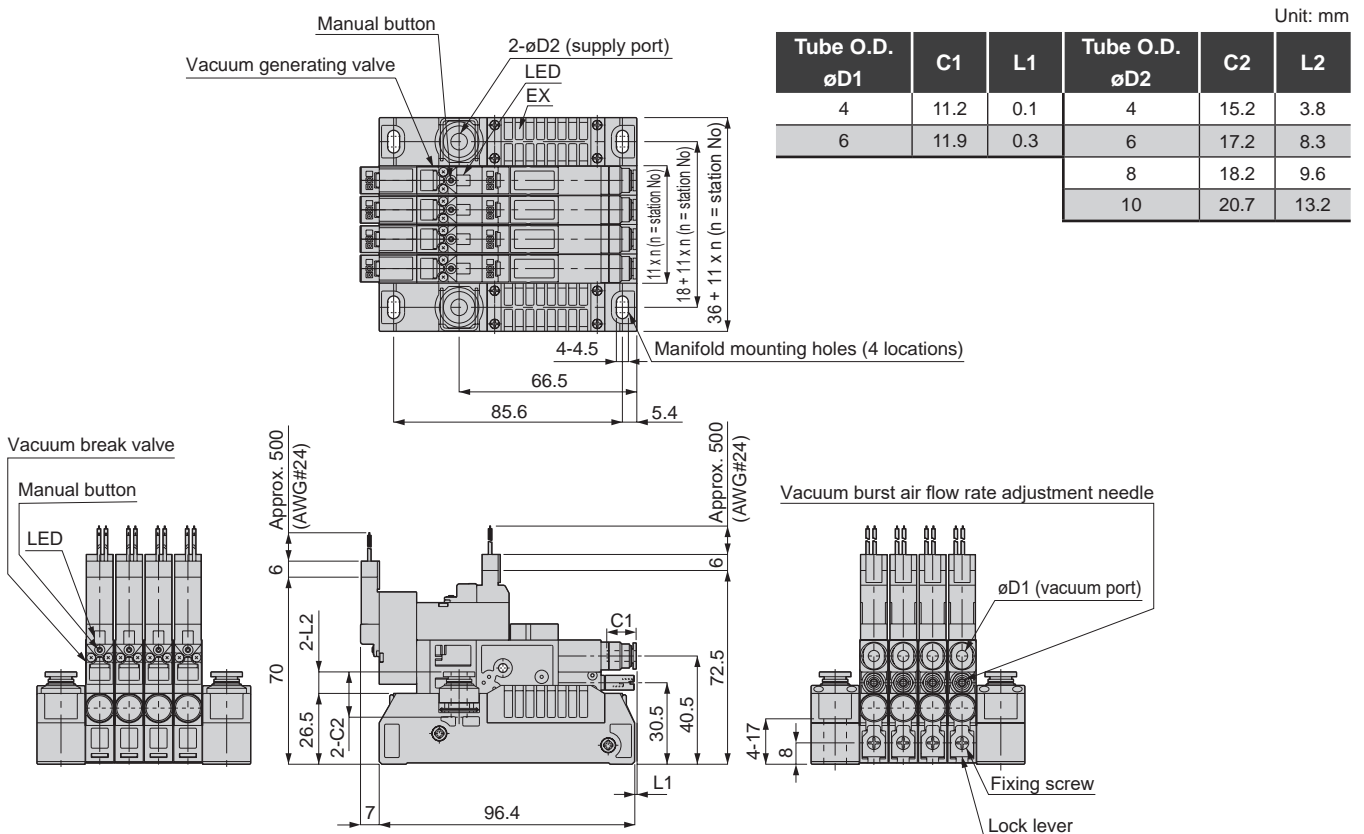 Unit: mm
Tube O.D. øD1 C1 L1 Tube O.D. øD2 C2 L2
4 11.2 0.1 4 15.2 3.8
6 11.9 0.3 6 17.2 8.3
8 18.2 9.6
10 20.7 13.2
Manual button
2-øD2 (supply port)
Vacuum generating valve
LED
EX
11 x n (n = station No)
18 + 11 x n (n = station No)
36 + 11 x n (n = station No)
4-4.5
Manifold mounting holes (4 locations)
66.5
85.6
5.4
Vacuum break valve
Manual button
LED
Approx. 500
(AWG#24)
6
70
2-L2
26.5
2-C2
7
96.4
L1
C1
30.5
40.5
72.5
6
Approx. 500
(AWG#24)
Vacuum burst air flow rate adjustment needle
øD1 (vacuum port)
4-17
8
Fixing screw
Lock lever